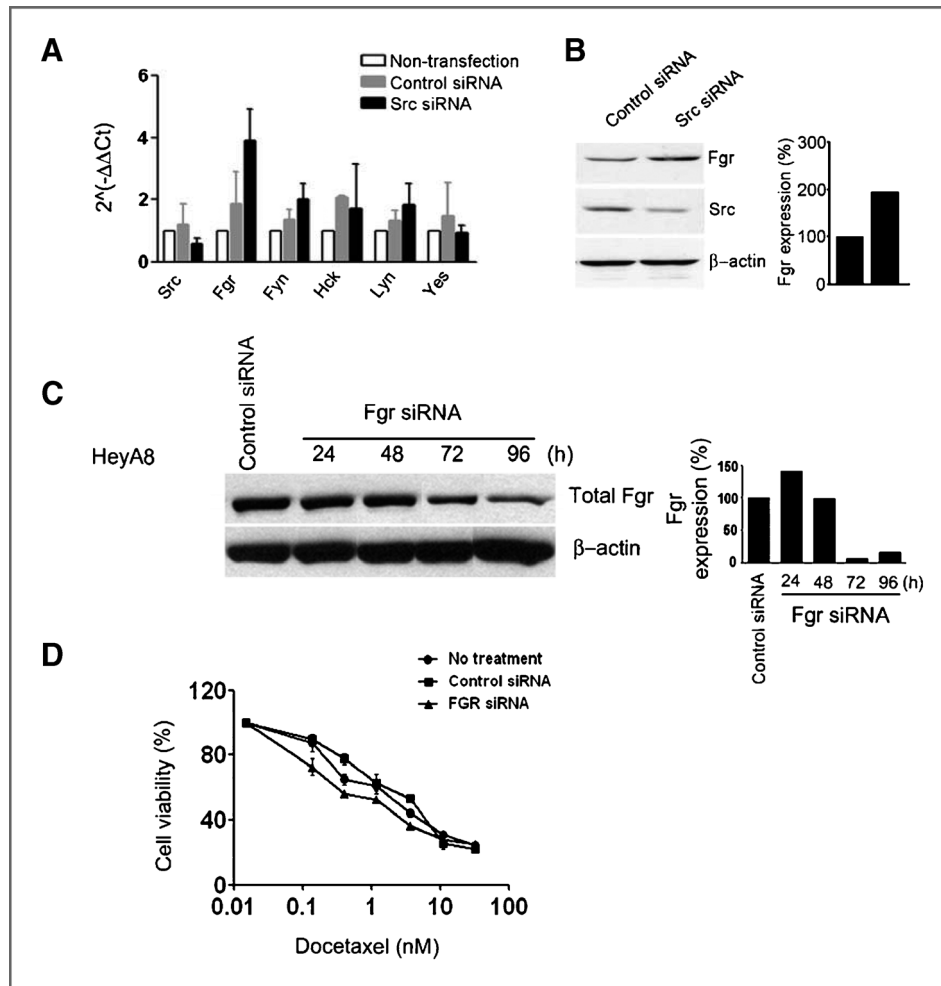 A
Non-transfection
Control siRNA
Src siRNA
2^(-ΔΔCt)
6
4
2
0
Src
Fgr
Fyn
Hck
Lyn
Yes
B
Control siRNA
Src siRNA
Fgr
Src
β-actin
Fgr expression (%)
300
200
100
0
C
HeyA8
Control siRNA
Fgr siRNA
24 48 72 96 (h)
Total Fgr
β-actin
Fgr
expression (%)
150
100
50
0
Control siRNA
24 48 72 96 (h)
Fgr siRNA
D
No treatment
Control siRNA
FGR siRNA
Cell viability (%)
120
80
40
0
0.01 0.1 1 10 100
Docetaxel (nM)